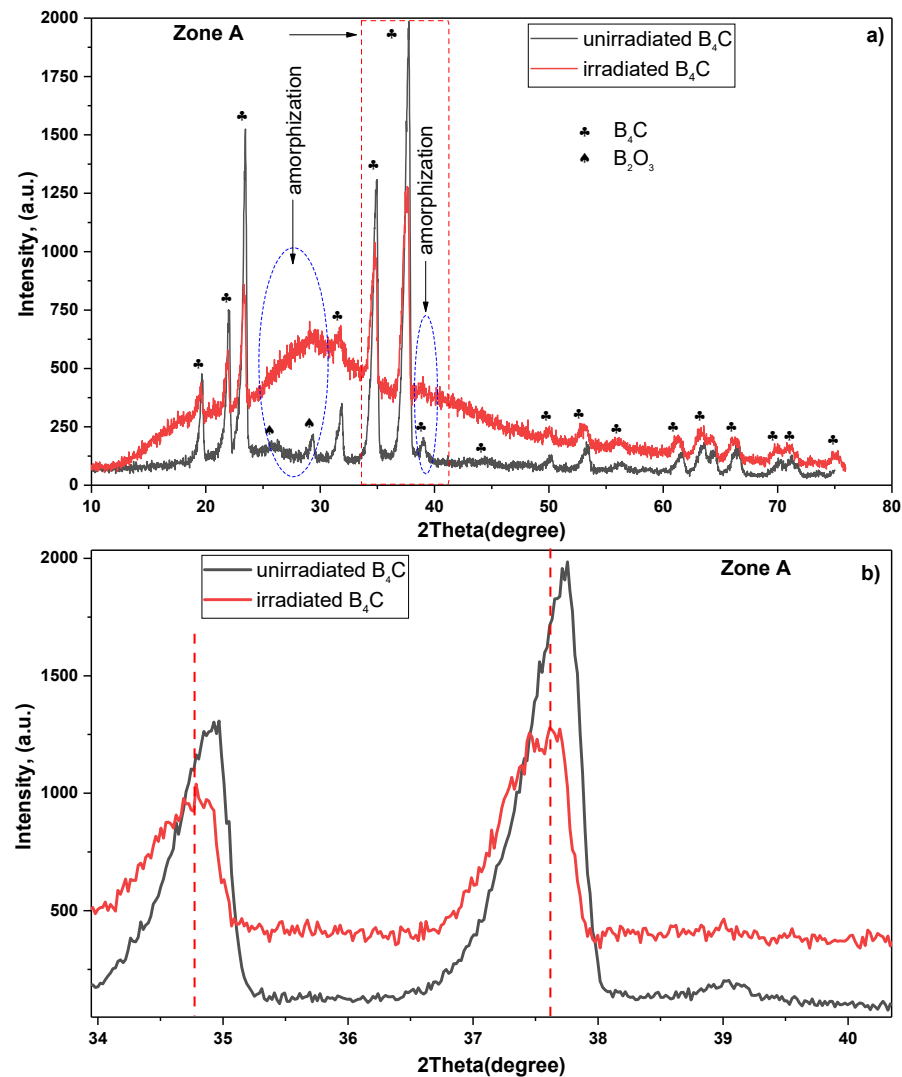 Zone A
a)
unirradiated B₄C
irradiated B₄C
♣ B₄C
♠ B₂O₃
amorphization
amorphization
Intensity, (a.u.)
2000
1750
1500
1250
1000
750
500
250
0
10 20 30 40 50 60 70 80
2Theta(degree)
unirradiated B₄C
irradiated B₄C
Zone A
b)
Intensity, (a.u.)
2000
1500
1000
500
34 35 36 37 38 39 40
2Theta(degree)